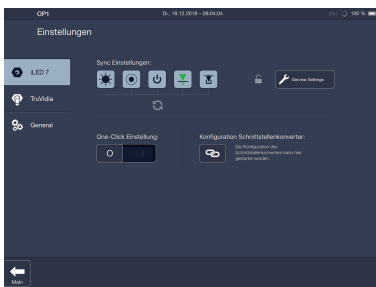 OP1
Di., 18.12.2018 – 08:04:04
100 %
Einstellungen
Sync Einstellungen:
iLED 7
Service Settings
TruVidia
General
One-Click Einstellung:
Konfiguration Schnittstellenkonverter:
O
I
Die Konfiguration des
Schnittstellenkonverters kann hier
gestartet werden.
Main